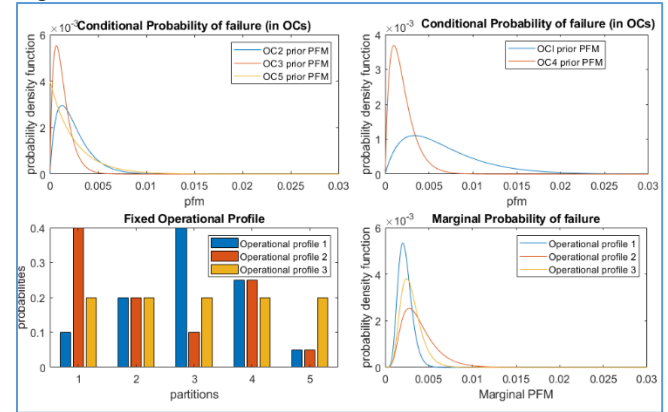 Conditional Probability of failure (in OCs)
×10-3
probability density function
6
4
2
0
0 0.005 0.01 0.015 0.02 0.025 0.03
pfm
OC2 prior PFM
OC3 prior PFM
OC5 prior PFM
Conditional Probability of failure (in OCs)
×10-3
probability density function
4
3
2
1
0
0 0.005 0.01 0.015 0.02 0.025 0.03
pfm
OCI prior PFM
OC4 prior PFM
Fixed Operational Profile
probabilities
0.4
0.3
0.2
0.1
0
1 2 3 4 5
partitions
Operational profile 1
Operational profile 2
Operational profile 3
Marginal Probability of failure
×10-3
probability density function
6
4
2
0
0 0.005 0.01 0.015 0.02 0.025 0.03
Marginal PFM
Operational profile 1
Operational profile 2
Operational profile 3